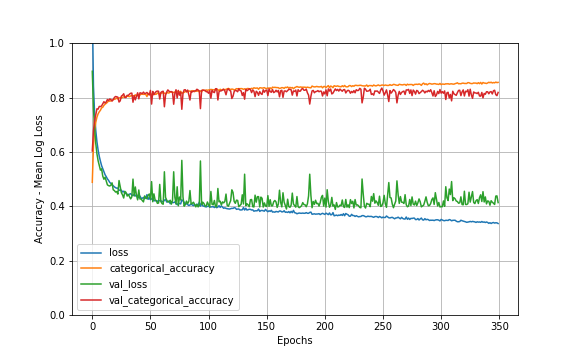 1.0
0.8
0.6
0.4
0.2
0.0
Accuracy - Mean Log Loss
loss
categorical_accuracy
val_loss
val_categorical_accuracy
0 50 100 150 200 250 300 350
Epochs